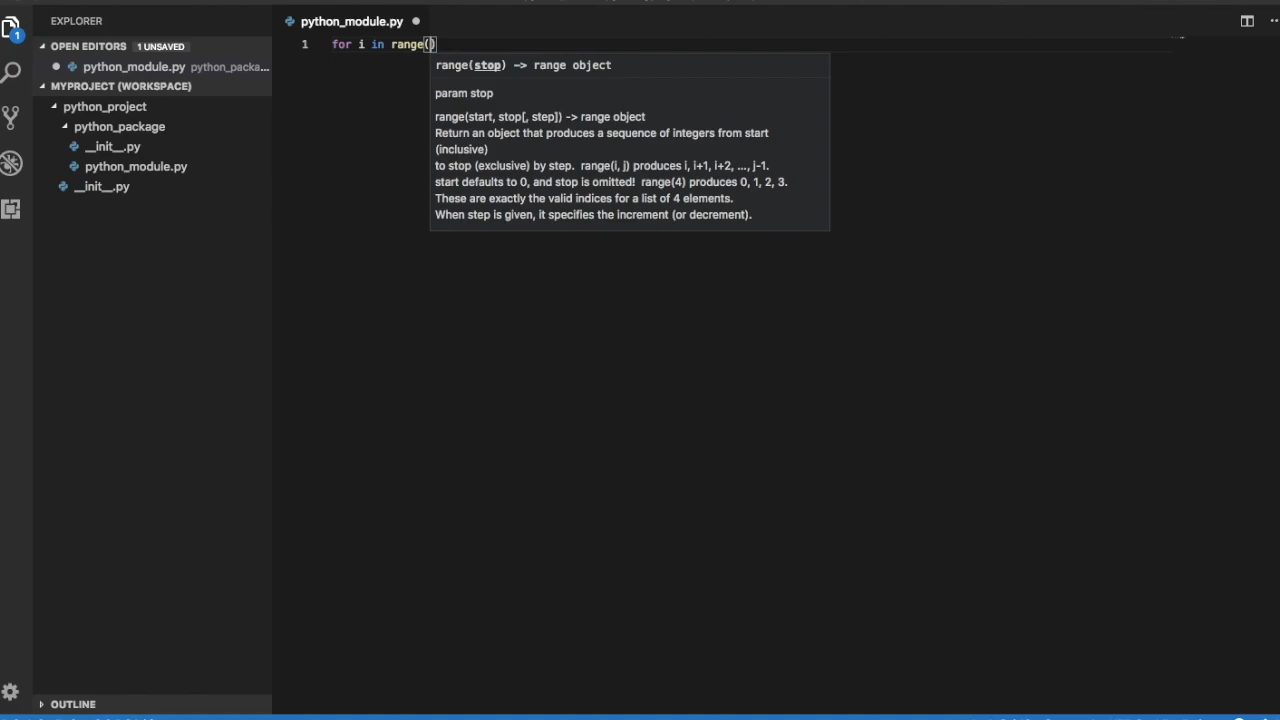 EXPLORER
python_module.py
1
OPEN EDITORS 1 UNSAVED
python_module.py python_packa...
MYPROJECT (WORKSPACE)
python_project
python_package
__init__.py
python_module.py
__init__.py
OUTLINE
1 for i in range()
range(stop) -> range object
param stop
range(start, stop[, step]) -> range object
Return an object that produces a sequence of integers from start
(inclusive)
to stop (exclusive) by step. range(i, j) produces i, i+1, i+2, ..., j-1.
start defaults to 0, and stop is omitted! range(4) produces 0, 1, 2, 3.
These are exactly the valid indices for a list of 4 elements.
When step is given, it specifies the increment (or decrement).